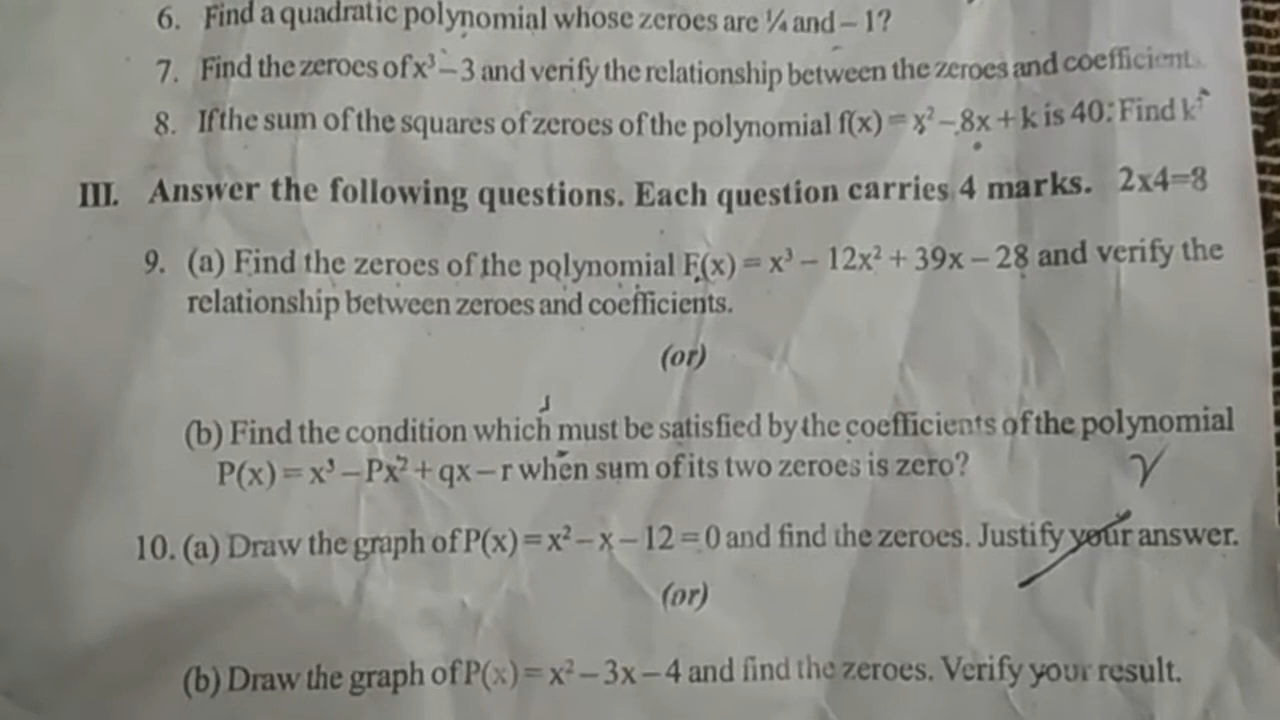 6. Find a quadratic polynomial whose zeroes are ¼ and – 1?
7. Find the zeroes of x³ – 3 and verify the relationship between the zeroes and coefficient.
8. If the sum of the squares of zeroes of the polynomial f(x) = x² – 8x + k is 40: Find k?
III. Answer the following questions. Each question carries 4 marks. 2x4=8
9. (a) Find the zeroes of the polynomial F(x) = x³ – 12x² + 39x – 28 and verify the
relationship between zeroes and coefficients.
(or)
(b) Find the condition which must be satisfied by the coefficients of the polynomial
P(x) = x³ – Px² + qx – r when sum of its two zeroes is zero?
10. (a) Draw the graph of P(x) = x² – x – 12 = 0 and find the zeroes. Justify your answer.
(or)
(b) Draw the graph of P(x) = x² – 3x – 4 and find the zeroes. Verify your result.